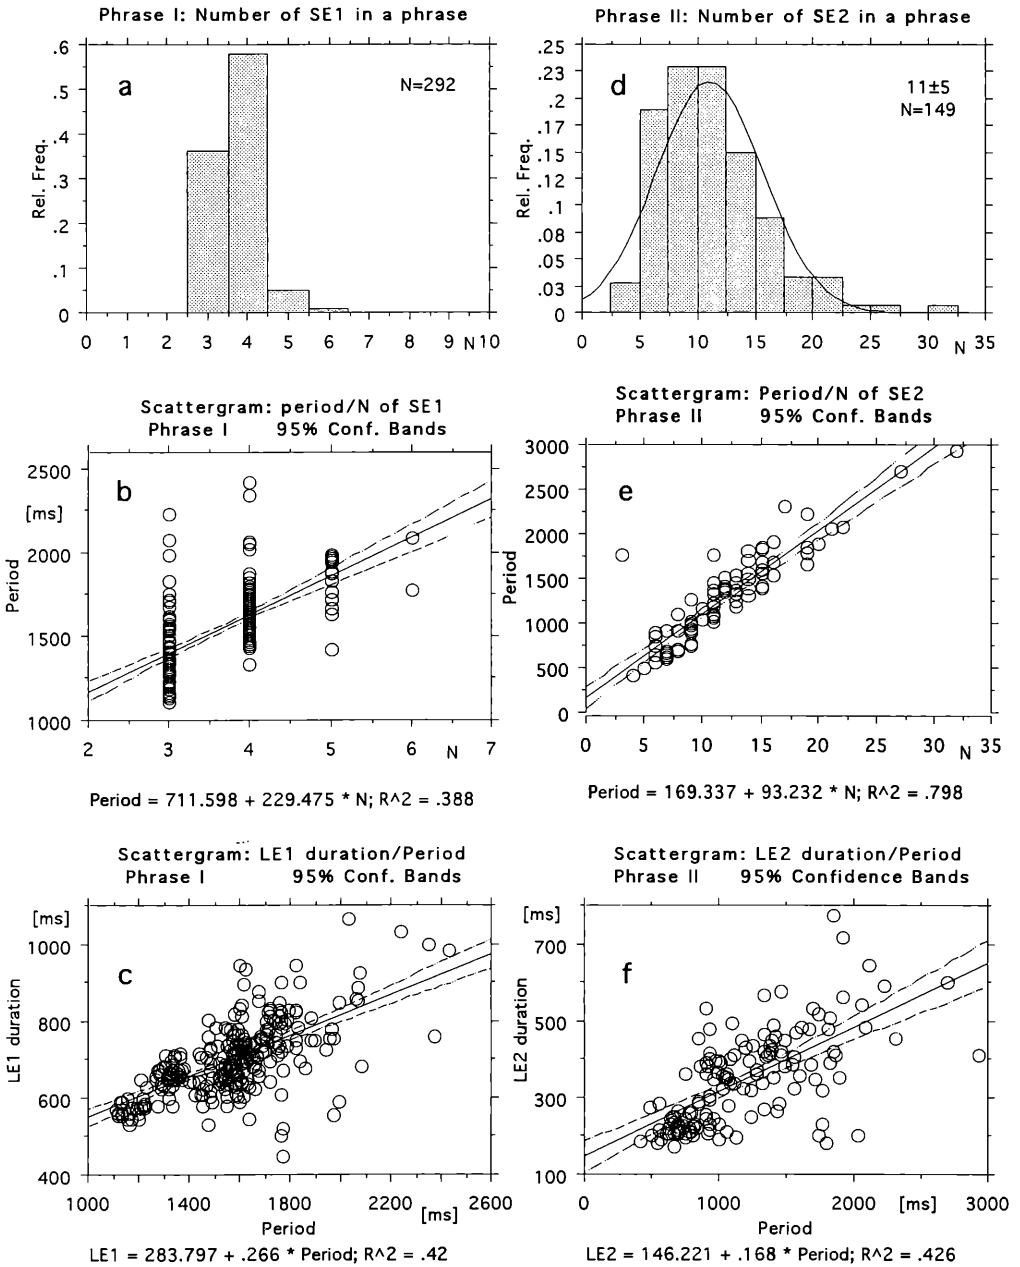 Phrase I: Number of SE1 in a phrase
.6
.5
.4
.3
.2
.1
0
Rel. Freq.
a
N=292
0 1 2 3 4 5 6 7 8 9 N 10
Phrase II: Number of SE2 in a phrase
.25
.23
.2
.17
.15
.12
.1
.08
.05
.03
0
Rel. Freq.
d
11±5
N=149
0 5 10 15 20 25 N 35
Scattergram: period/N of SE1
Phrase I 95% Conf. Bands
2500
[ms]
2000
1500
1000
Period
b
2 3 4 5 6 N 7
Period = 711.598 + 229.475 * N; R^2 = .388
Scattergram: Period/N of SE2
Phrase II 95% Conf. Bands
3000
2500
2000
1500
1000
500
0
Period
e
0 5 10 15 20 25 30 N 35
Period = 169.337 + 93.232 * N; R^2 = .798
Scattergram: LE1 duration/Period
Phrase I 95% Conf. Bands
[ms]
1000
800
600
400
LE1 duration
c
1000 1400 1800 2200 [ms] 2600
Period
LE1 = 283.797 + .266 * Period; R^2 = .42
Scattergram: LE2 duration/Period
Phrase II 95% Confidence Bands
[ms]
700
500
300
100
LE2 duration
f
0 1000 2000 [ms] 3000
Period
LE2 = 146.221 + .168 * Period; R^2 = .426